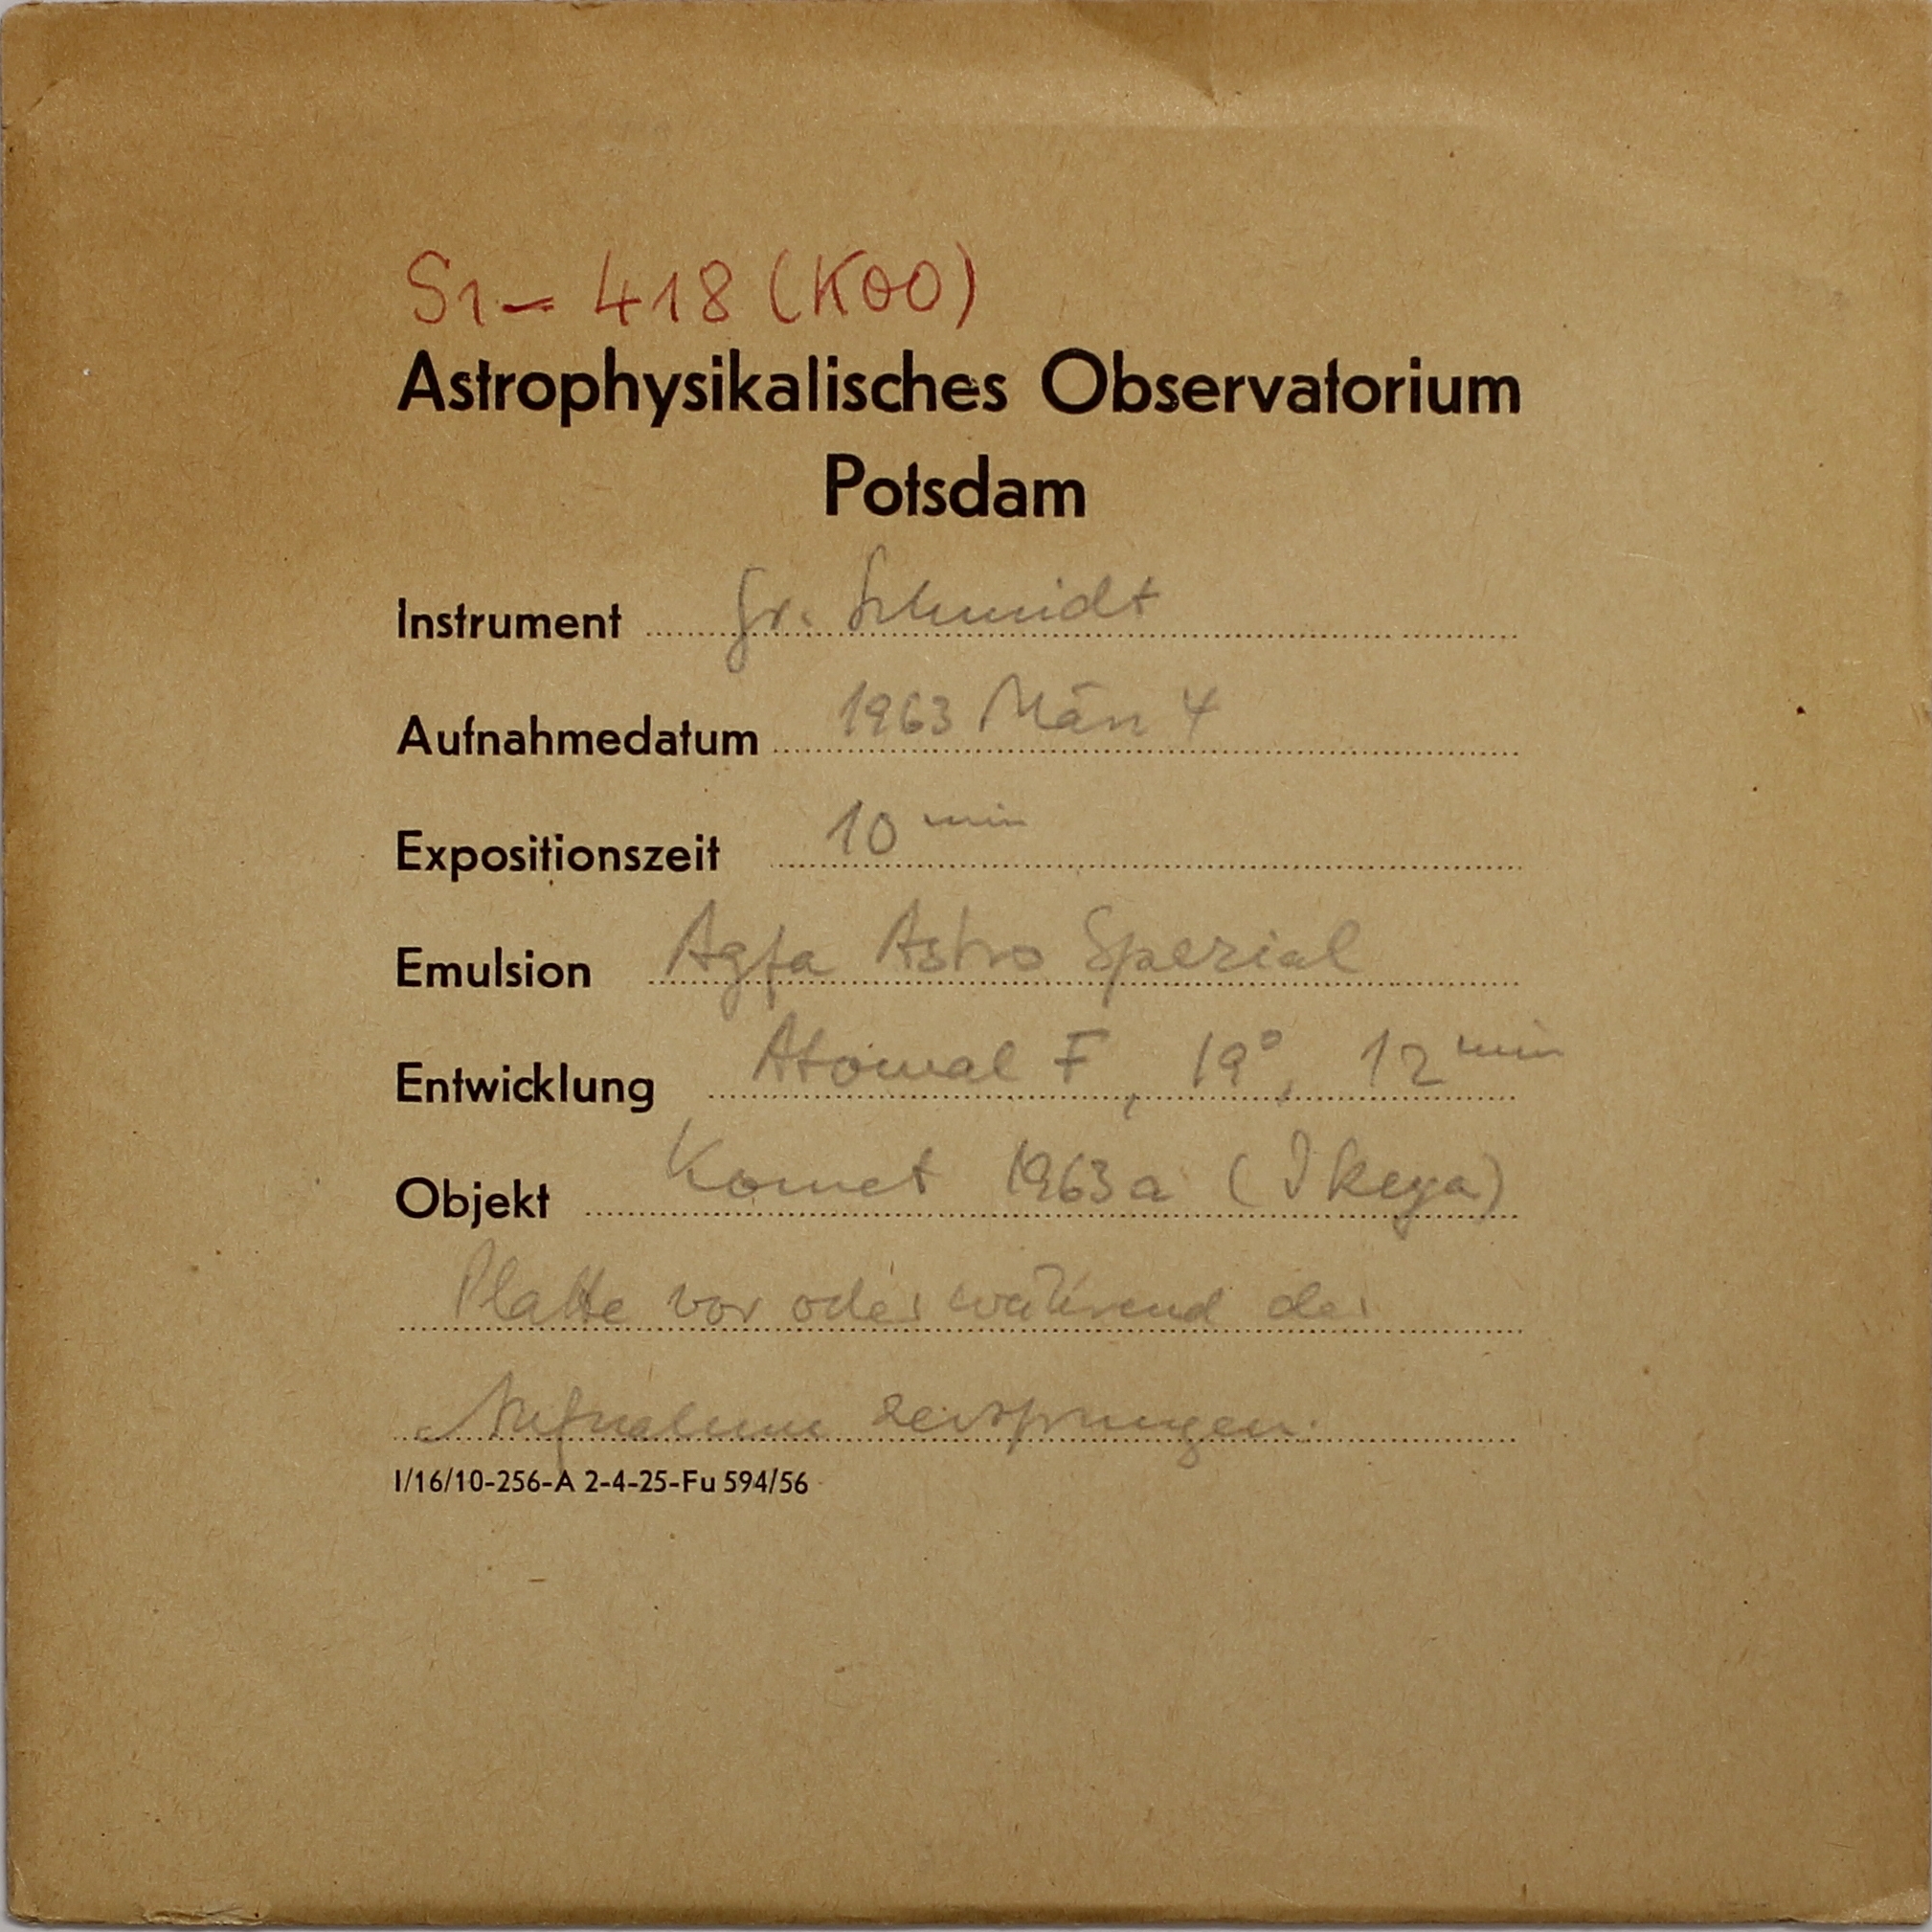 S1 - 418 (KOO)
Astrophysikalisches Observatorium
Potsdam
Instrument Gr. Schmidt
Aufnahmedatum 1963 März 4
Expositionszeit 10 min
Emulsion Agfa Astro Spezial
Entwicklung Atomal F, 19°, 12 min
Objekt Komet 1963a (Ikeya)
Platte vor oder während der
Aufnahme zersprungen.
I/16/10-256-A 2-4-25-Fu 594/56